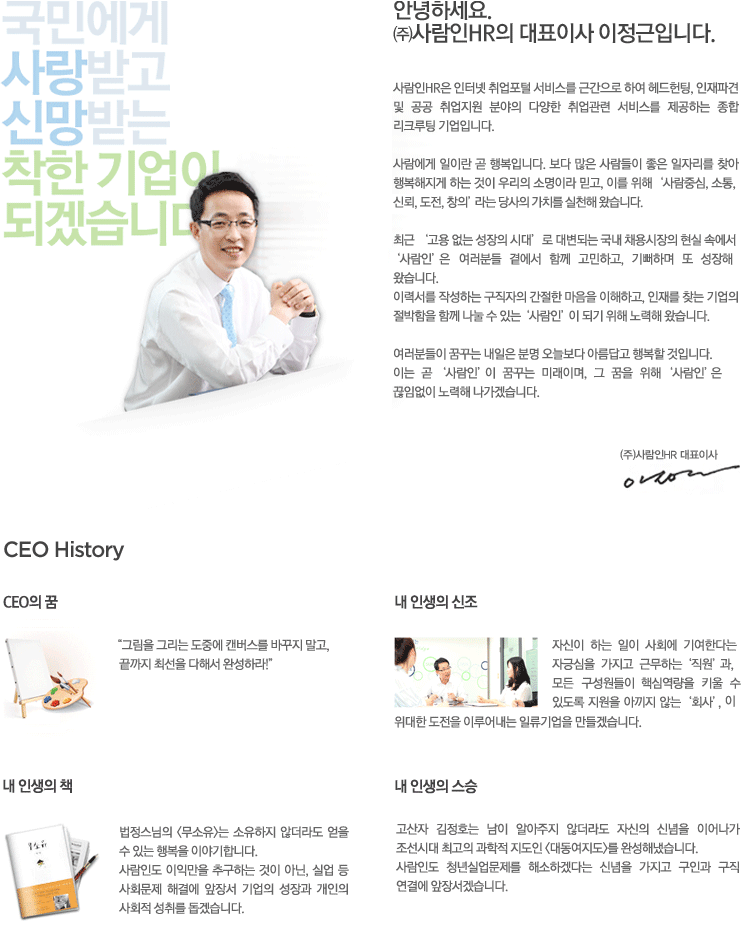 국민에게
사랑받고
신망받는
착한 기업이
되겠습니다
안녕하세요.
㈜사람인HR의 대표이사 이정근입니다.
사람인HR은 인터넷 취업포털 서비스를 근간으로 하여 헤드헌팅, 인재파견
및 공공 취업지원 분야의 다양한 취업관련 서비스를 제공하는 종합
리크루팅 기업입니다.
사람에게 일이란 곧 행복입니다. 보다 많은 사람들이 좋은 일자리를 찾아
행복해지게 하는 것이 우리의 소명이라 믿고, 이를 위해 ‘사람중심, 소통,
신뢰, 도전, 창의’ 라는 당사의 가치를 실천해 왔습니다.
최근 ‘고용 없는 성장의 시대’ 로 대변되는 국내 채용시장의 현실 속에서
‘사람인’ 은 여러분들 곁에서 함께 고민하고, 기뻐하며 또 성장해
왔습니다.
이력서를 작성하는 구직자의 간절한 마음을 이해하고, 인재를 찾는 기업의
절박함을 함께 나눌 수 있는 ‘사람인’ 이 되기 위해 노력해 왔습니다.
여러분들이 꿈꾸는 내일은 분명 오늘보다 아름답고 행복할 것입니다.
이는 곧 ‘사람인’ 이 꿈꾸는 미래이며, 그 꿈을 위해 ‘사람인’ 은
끊임없이 노력해 나가겠습니다.
(주)사람인HR 대표이사
CEO History
CEO의 꿈
“그림을 그리는 도중에 캔버스를 바꾸지 말고,
끝까지 최선을 다해서 완성하라!”
내 인생의 신조
자신이 하는 일이 사회에 기여한다는
자긍심을 가지고 근무하는 ‘직원’ 과,
모든 구성원들이 핵심역량을 키울 수
있도록 지원을 아끼지 않는 ‘회사’ , 이
위대한 도전을 이루어내는 일류기업을 만들겠습니다.
내 인생의 책
무소유
법정스님의 <무소유>는 소유하지 않더라도 얻을
수 있는 행복을 이야기합니다.
사람인도 이익만을 추구하는 것이 아닌, 실업 등
사회문제 해결에 앞장서 기업의 성장과 개인의
사회적 성취를 돕겠습니다.
내 인생의 스승
고산자 김정호는 남이 알아주지 않더라도 자신의 신념을 이어나가
조선시대 최고의 과학적 지도인 <대동여지도>를 완성해냈습니다.
사람인도 청년실업문제를 해소하겠다는 신념을 가지고 구인과 구직
연결에 앞장서겠습니다.